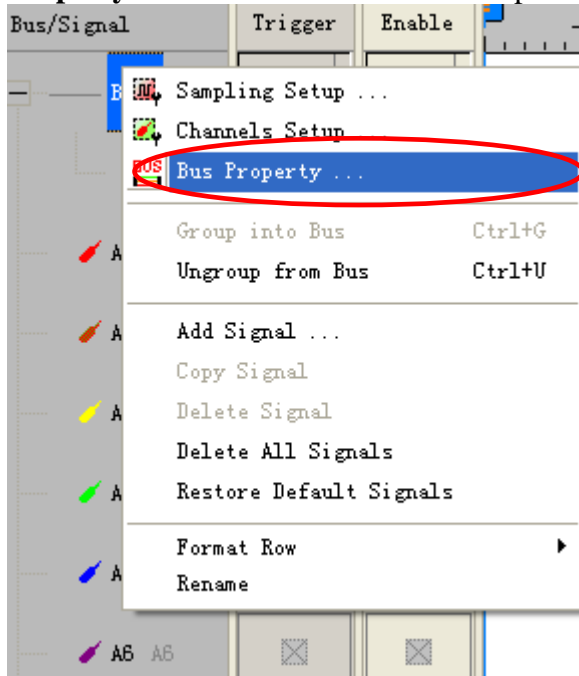 Bus/Signal Trigger Enable
B
Sampling Setup ...
Channels Setup ...
BUS Bus Property ...
Group into Bus Ctrl+G
A
Ungroup from Bus Ctrl+U
A Add Signal ...
Copy Signal
A Delete Signal
Delete All Signals
A Restore Default Signals
Format Row
A
Rename
A6 A6